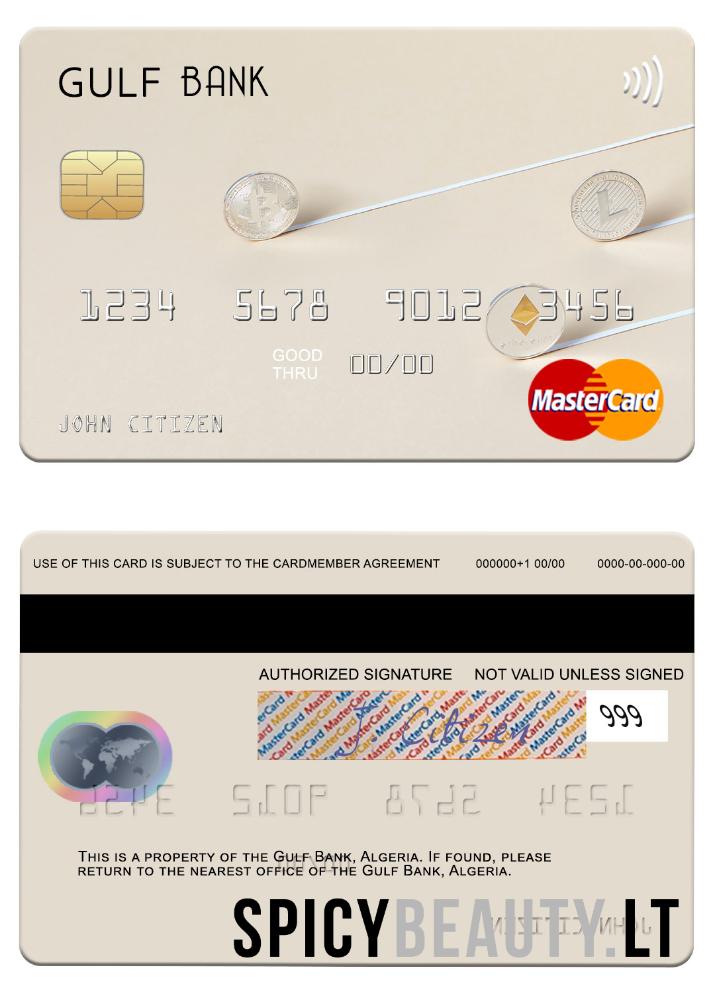 GULF BANK
1234 5678 9012 3456
GOOD
THRU 00/00
JOHN CITIZEN
MasterCard
USE OF THIS CARD IS SUBJECT TO THE CARDMEMBER AGREEMENT 000000+1 00/00 0000-00-000-00
AUTHORIZED SIGNATURE NOT VALID UNLESS SIGNED
J. Citizen 999
THIS IS A PROPERTY OF THE GULF BANK, ALGERIA. IF FOUND, PLEASE
RETURN TO THE NEAREST OFFICE OF THE GULF BANK, ALGERIA.
SPICYBEAUTY.LT